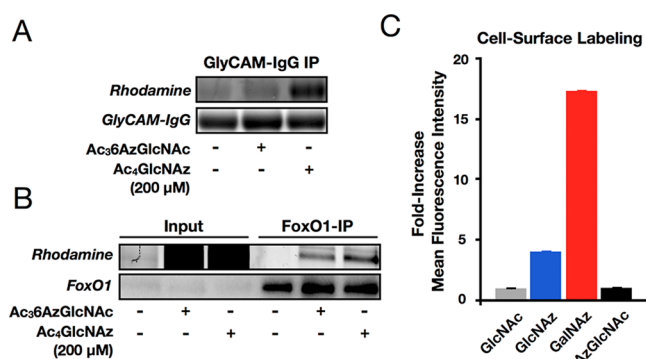 A
GlyCAM-IgG IP
Rhodamine
GlyCAM-IgG
Ac36AzGlcNAc - + -
Ac4GlcNAz - - +
(200 µM)
B
Input FoxO1-IP
Rhodamine
FoxO1
Ac36AzGlcNAc - + - - + -
Ac4GlcNAz - - + - - +
(200 µM)
C
Cell-Surface Labeling
Fold-Increase
Mean Fluorescence Intensity
20
15
10
5
0
GlcNAc
GlcNAz
GalNAz
AzGlcNAc